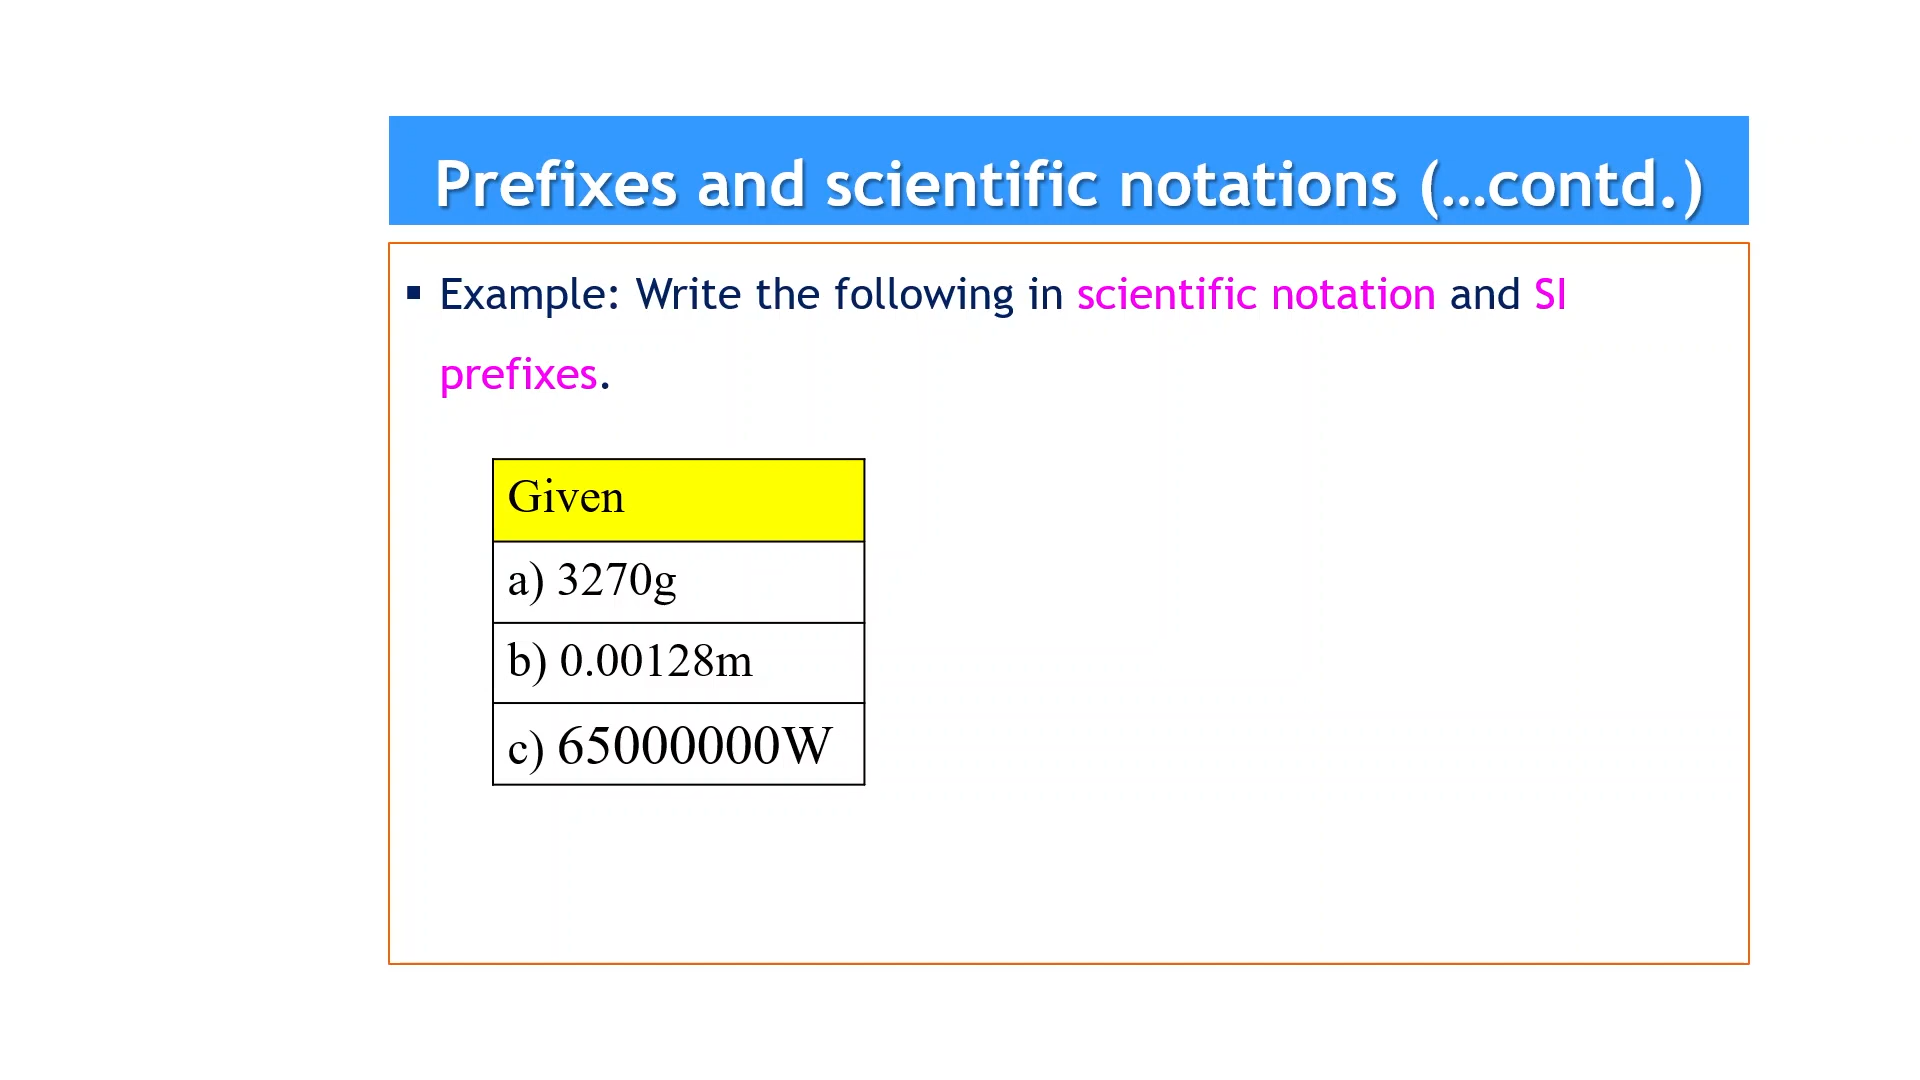 Prefixes and scientific notations (…contd.)
▪ Example: Write the following in scientific notation and SI
prefixes.
Given
a) 3270g
b) 0.00128m
c) 65000000W